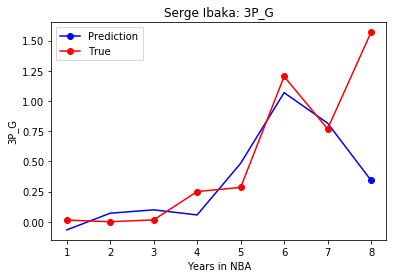 Serge Ibaka: 3P_G
Prediction
True
1.50
1.25
1.00
0.75
0.50
0.25
0.00
3P_G
1 2 3 4 5 6 7 8
Years in NBA